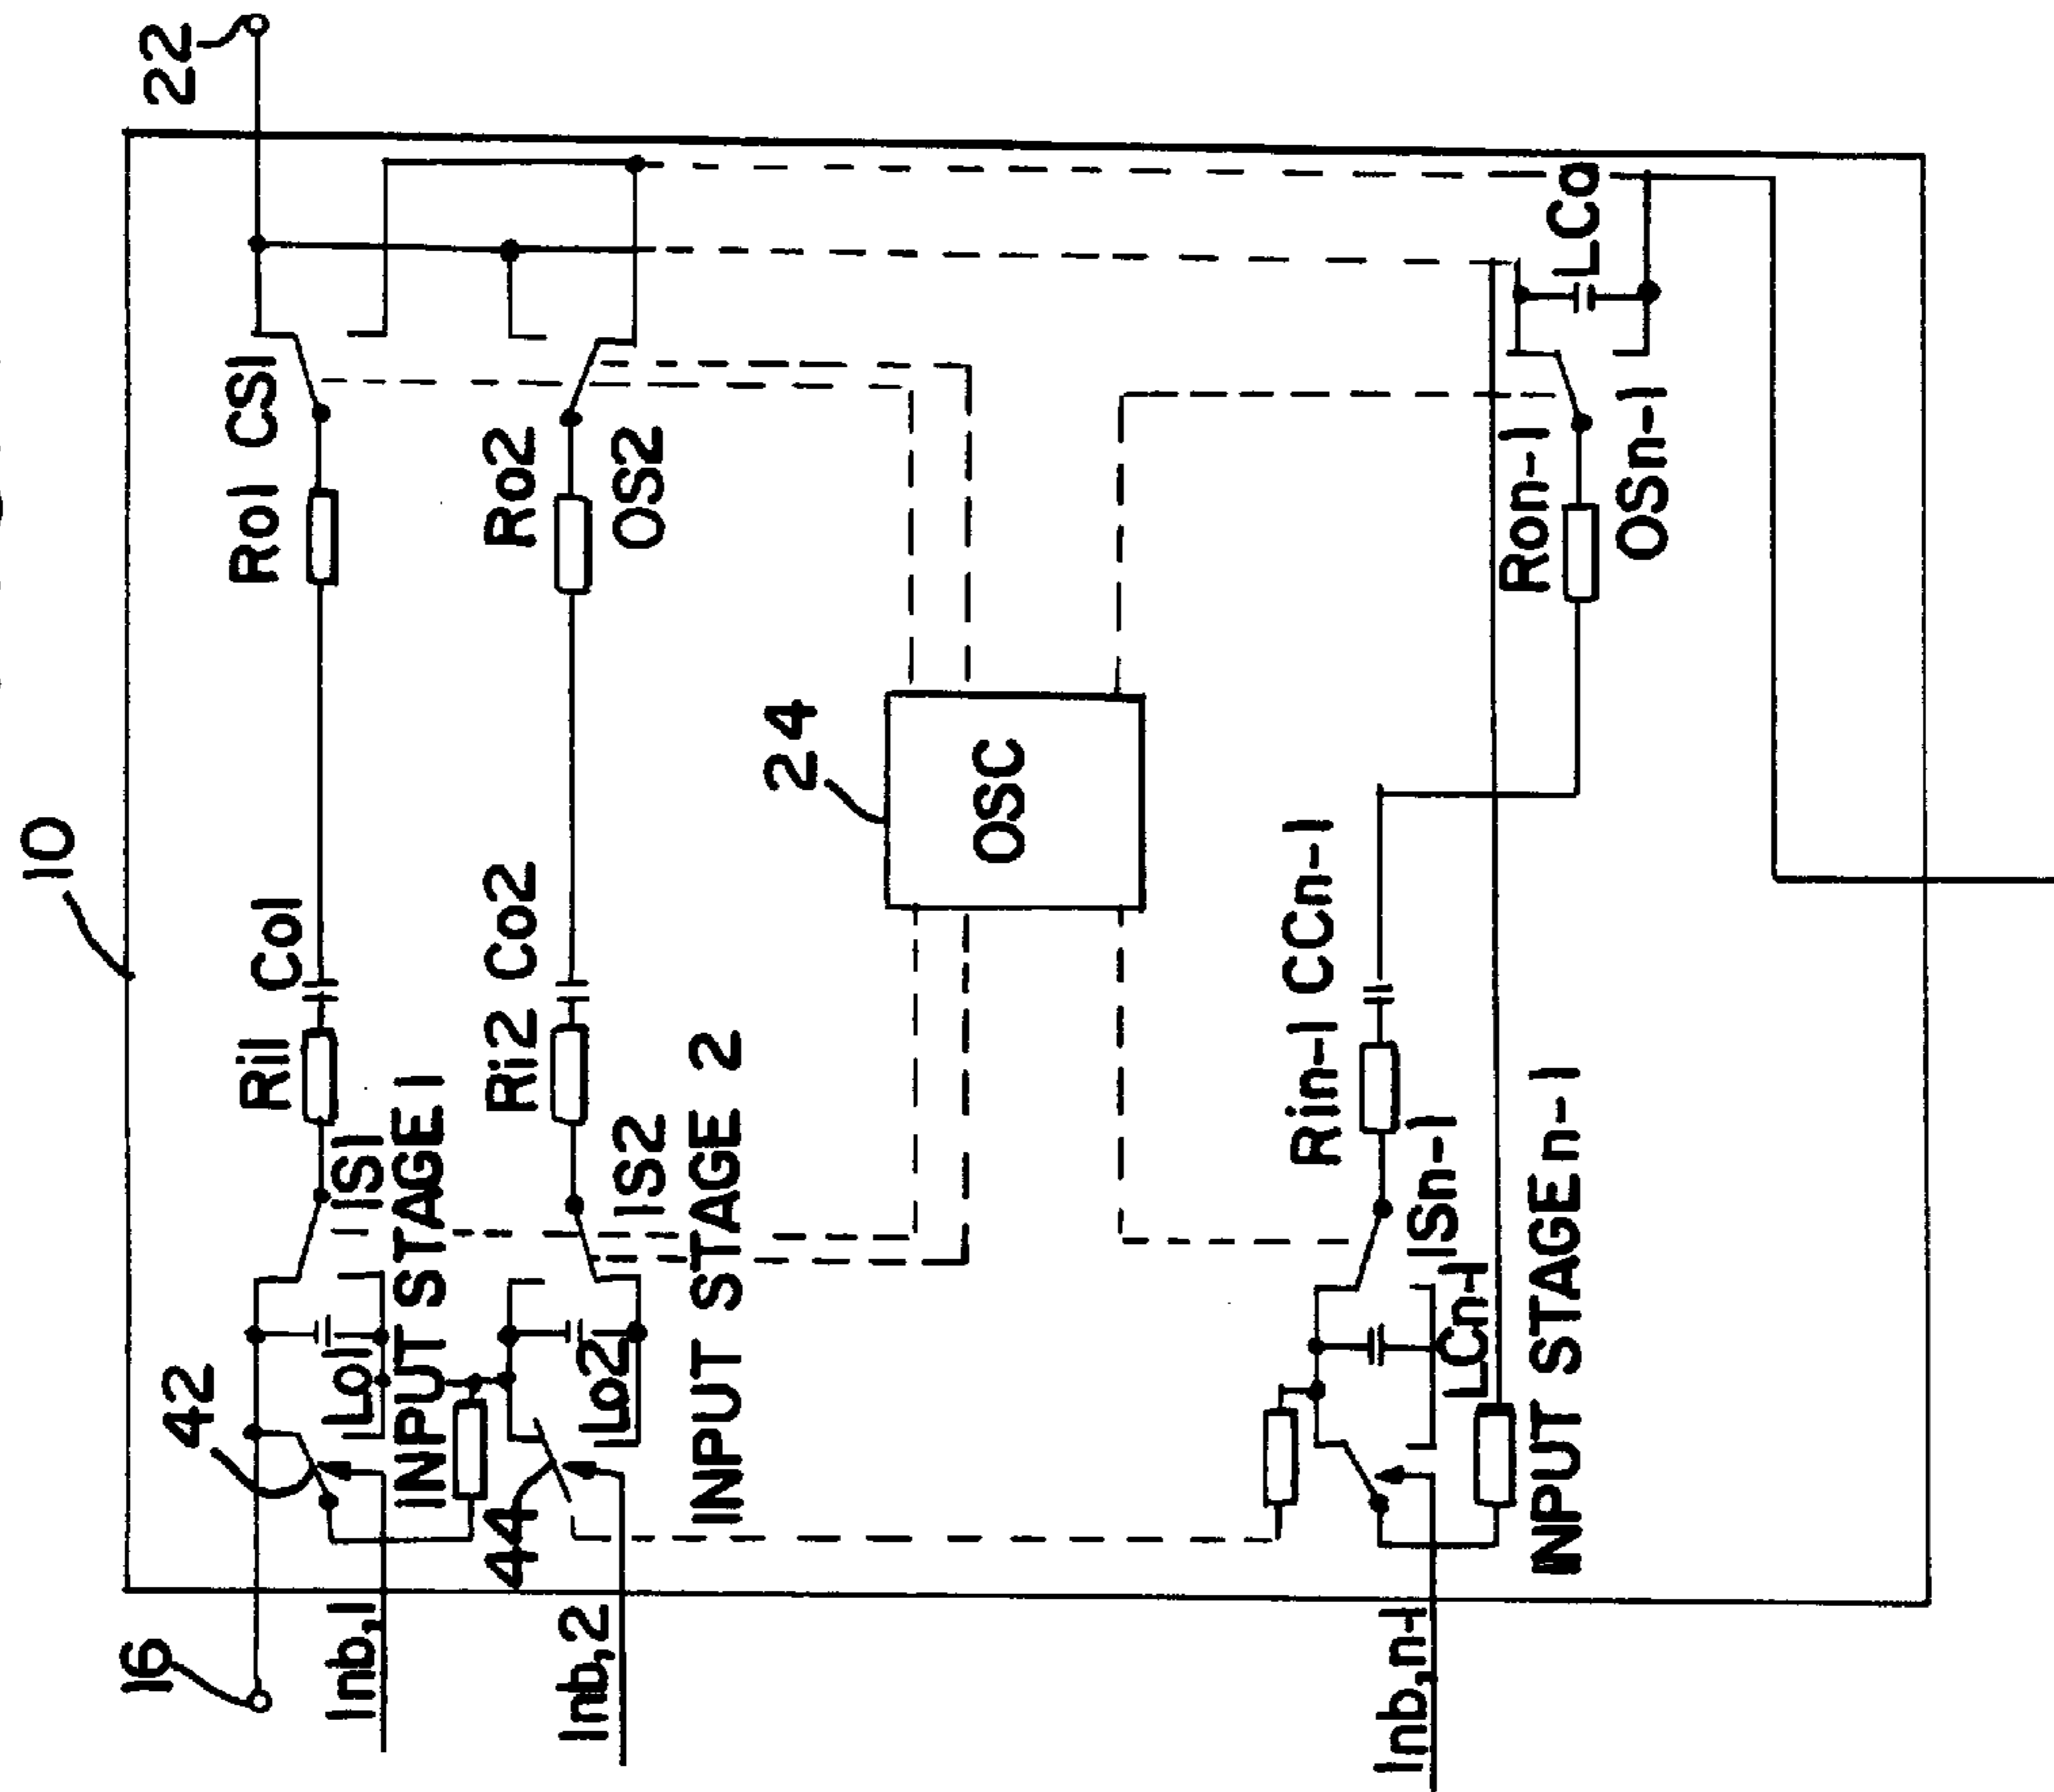 10
22
16
42
Inb,1
Lo1
IS1
INPUT STAGE 1
Ri1 Co1
Ro1 CS1
44
Inb,2
Lo2
IS2
INPUT STAGE 2
Ri2 Co2
Ro2
OS2
24
OSC
Inb,n-1
Rin-1 CCn-1
ISn-1
LCn-1
INPUT STAGE n-1
Ron-1
OSn-1
LCo